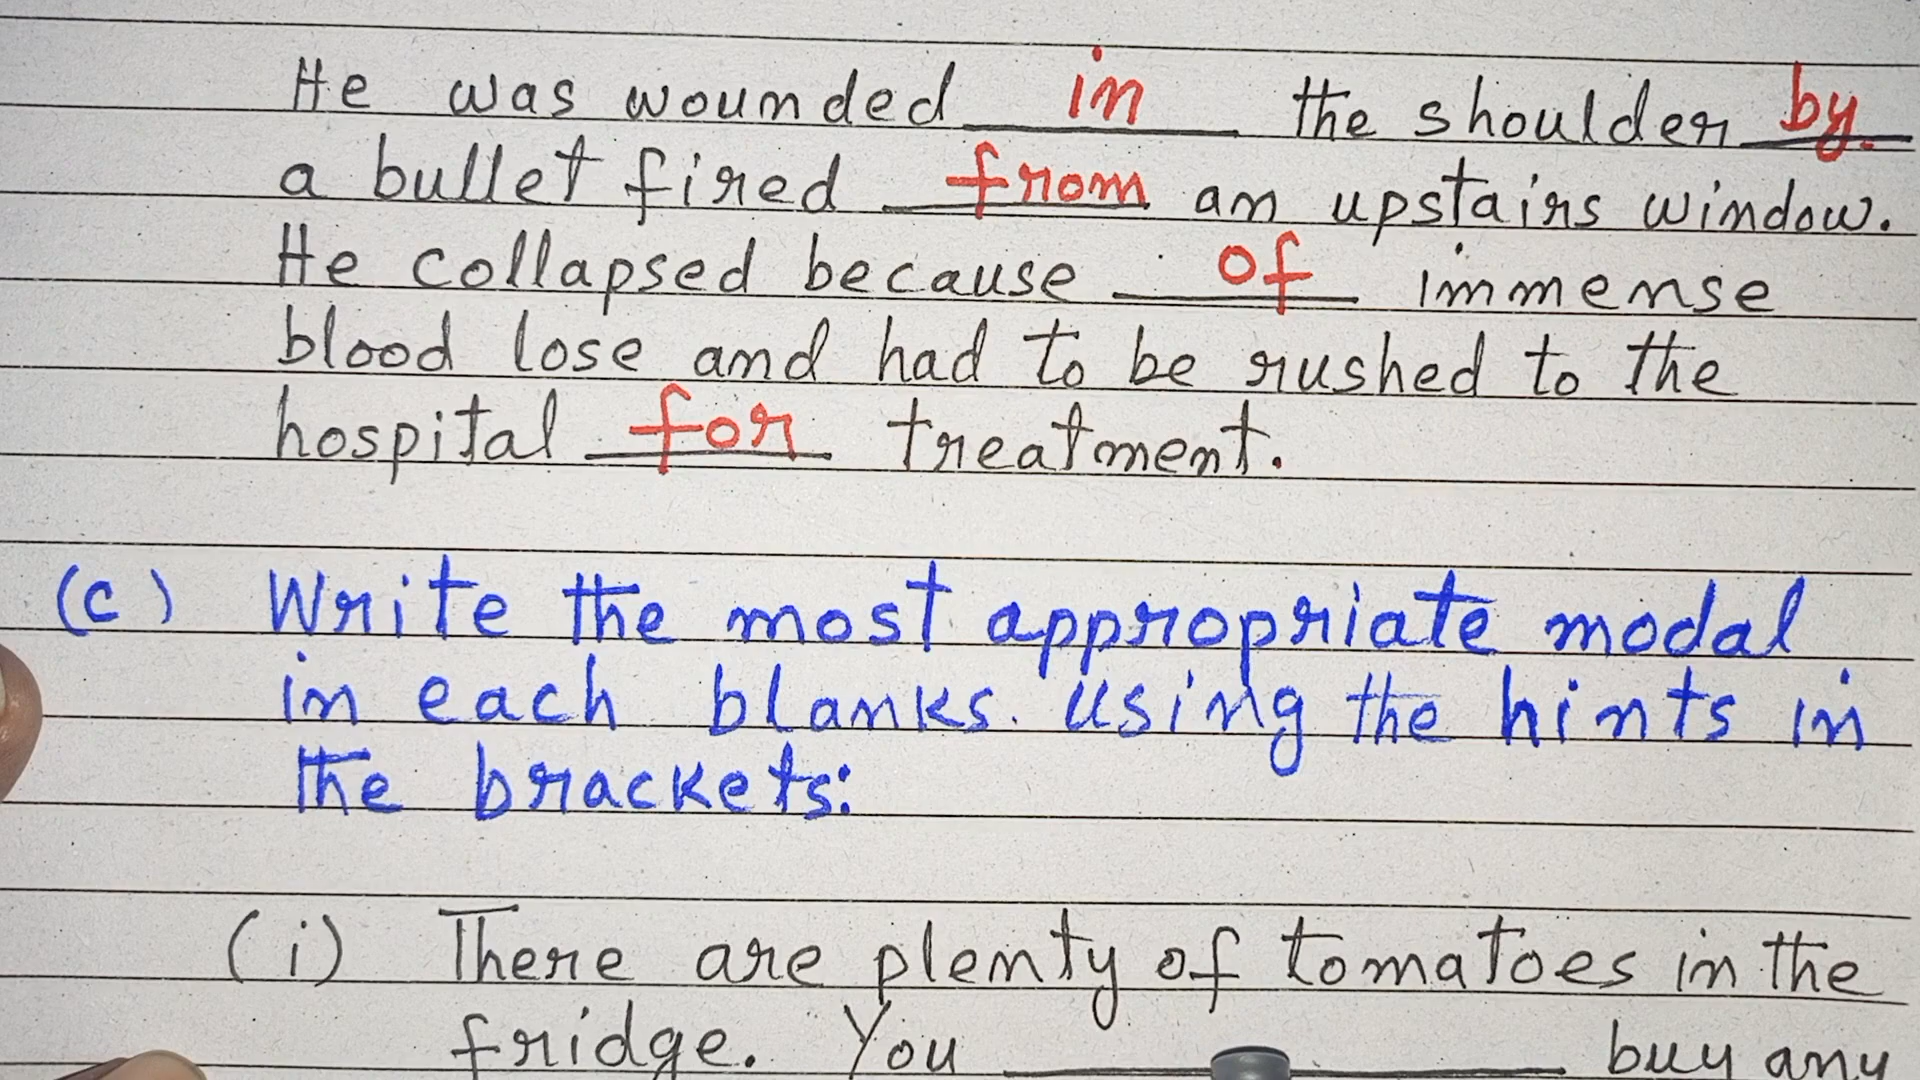 He was wounded in the shoulder by
a bullet fired from an upstairs window.
He collapsed because of immense
blood lose and had to be rushed to the
hospital for treatment.
(c) Write the most appropriate modal
in each blanks. using the hints in
the brackets:
(i) There are plenty of tomatoes in the
fridge. You ________ buy any